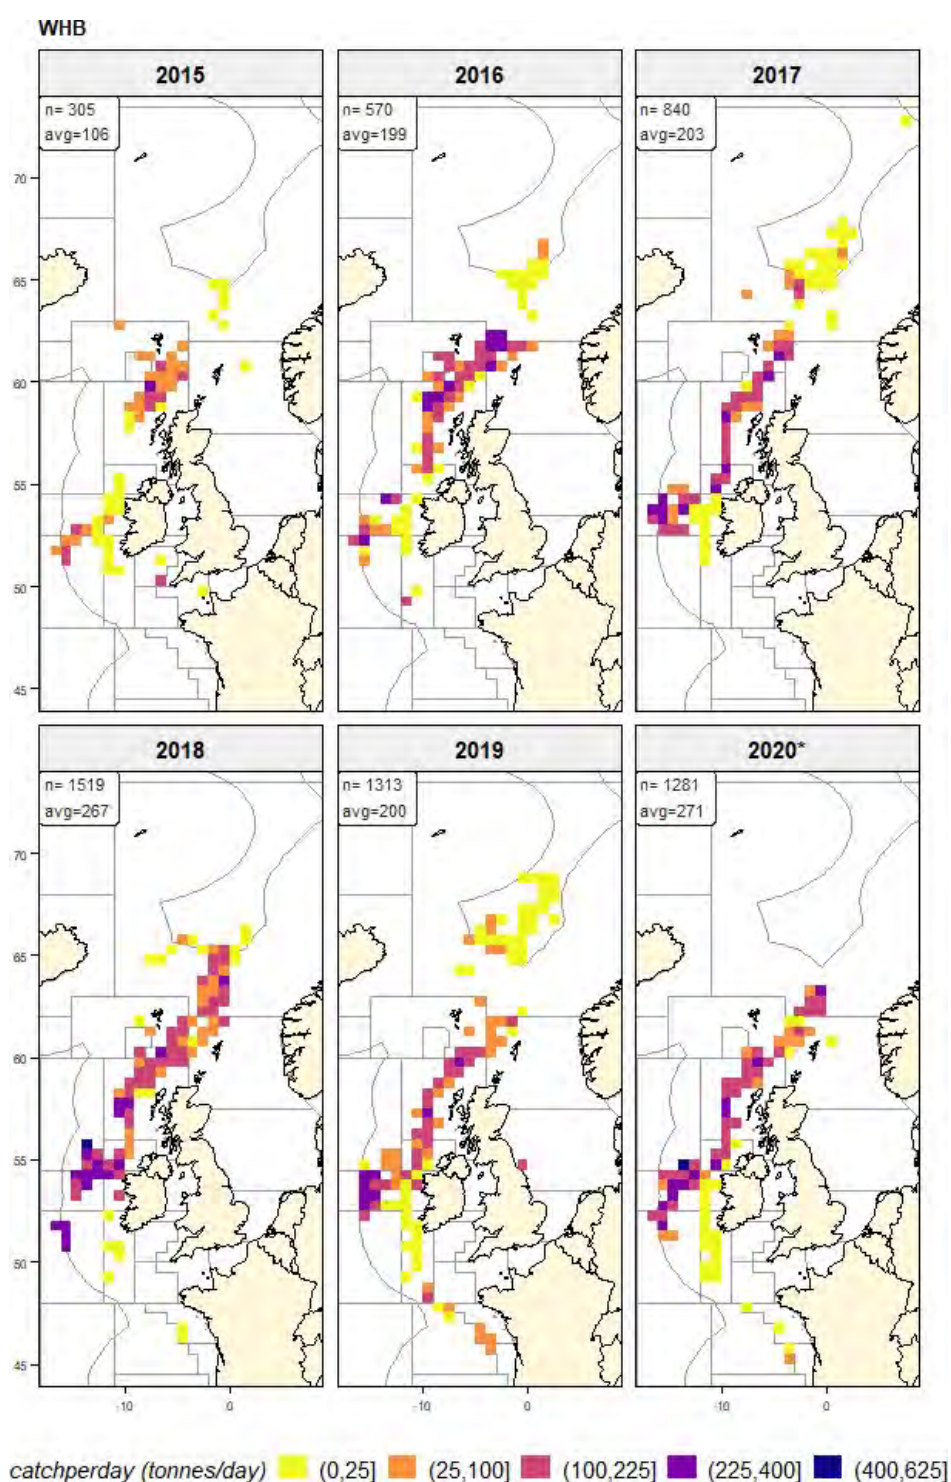 WHB
2015
2016
2017
n= 305
avg=106
n= 570
avg=199
n= 840
avg=203
70
65
60
55
50
45
2018
2019
2020*
n= 1519
avg=267
n= 1313
avg=200
n= 1281
avg=271
70
65
60
55
50
45
-10 0 -10 0 -10 0
catchperday (tonnes/day) (0,25] (25,100] (100,225] (225,400] (400,625]